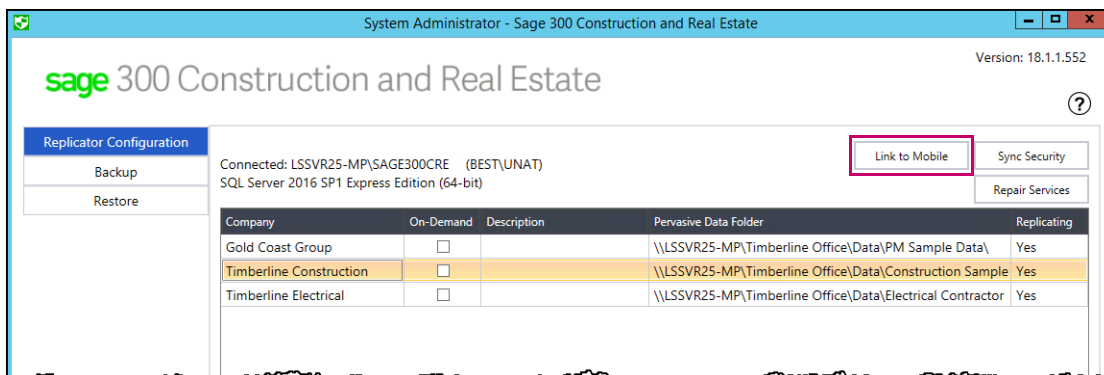 System Administrator - Sage 300 Construction and Real Estate
Version: 18.1.1.552
sage 300 Construction and Real Estate
?
Replicator Configuration
Backup
Restore
Connected: LSSVR25-MP\SAGE300CRE (BEST\UNAT)
SQL Server 2016 SP1 Express Edition (64-bit)
Link to Mobile
Sync Security
Repair Services
Company On-Demand Description Pervasive Data Folder Replicating
Gold Coast Group \\LSSVR25-MP\Timberline Office\Data\PM Sample Data\ Yes
Timberline Construction \\LSSVR25-MP\Timberline Office\Data\Construction Sample Yes
Timberline Electrical \\LSSVR25-MP\Timberline Office\Data\Electrical Contractor Yes